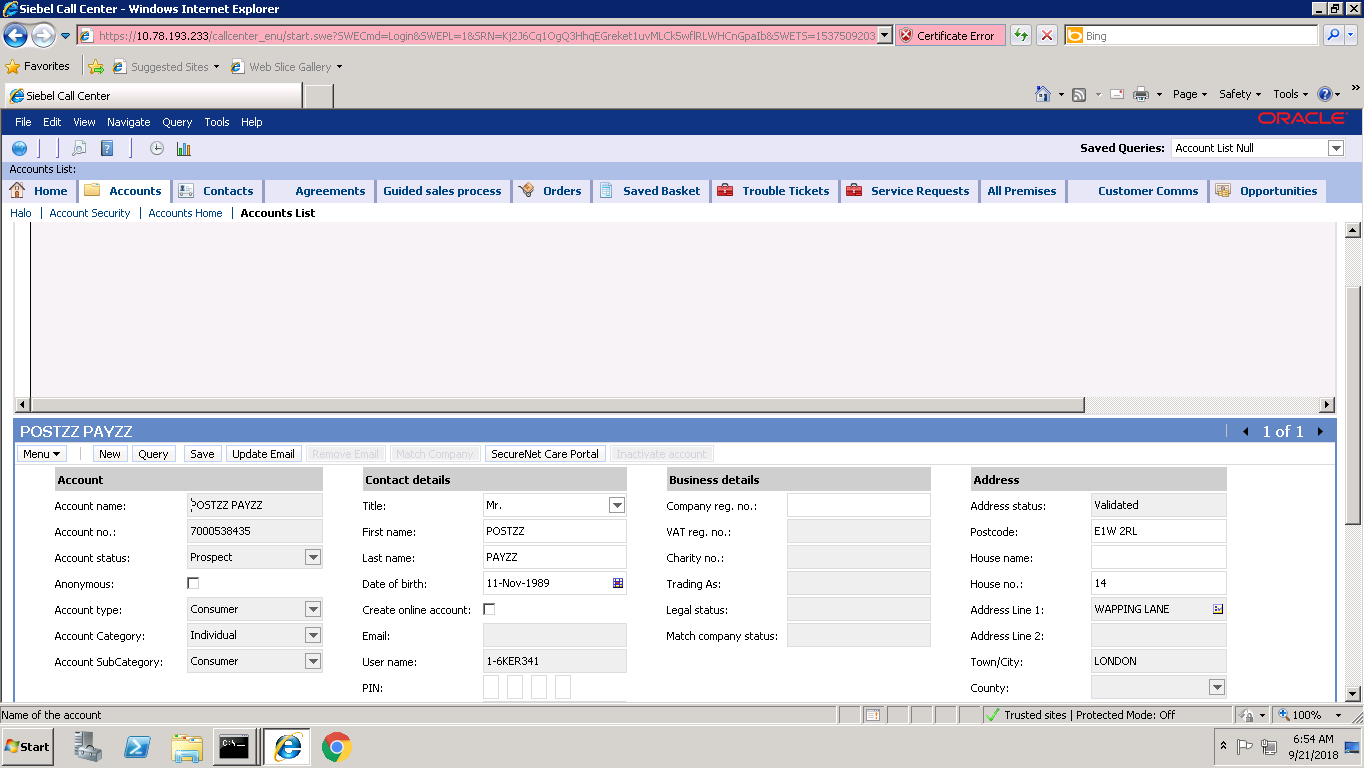 Siebel Call Center - Windows Internet Explorer
https://10.78.193.233/callcenter_enu/start.swe?SWECmd=Login&SWEPL=1&SRN=Kj2J6Cq1OgQ3HhqEGreket1uvMLCk5wflRLWHCnGpaIb&SWETS=1537509203 Certificate Error Bing
Favorites Suggested Sites Web Slice Gallery
Siebel Call Center Page Safety Tools
File Edit View Navigate Query Tools Help ORACLE
Saved Queries: Account List Null
Accounts List:
Home Accounts Contacts Agreements Guided sales process Orders Saved Basket Trouble Tickets Service Requests All Premises Customer Comms Opportunities
Halo Account Security Accounts Home Accounts List
POSTZZ PAYZZ 1 of 1
Menu New Query Save Update Email Remove Email Match Company SecureNet Care Portal Inactivate account
Account Contact details Business details Address
Account name: POSTZZ PAYZZ Title: Mr. Company reg. no.: Address status: Validated
Account no.: 7000538435 First name: POSTZZ VAT reg. no.: Postcode: E1W 2RL
Account status: Prospect Last name: PAYZZ Charity no.: House name:
Anonymous: Date of birth: 11-Nov-1989 Trading As: House no.: 14
Account type: Consumer Create online account: Legal status: Address Line 1: WAPPING LANE
Account Category: Individual Email: Match company status: Address Line 2:
Account SubCategory: Consumer User name: 1-6KER341 Town/City: LONDON
PIN: County:
Name of the account Trusted sites | Protected Mode: Off 100%
Start 6:54 AM
9/21/2018